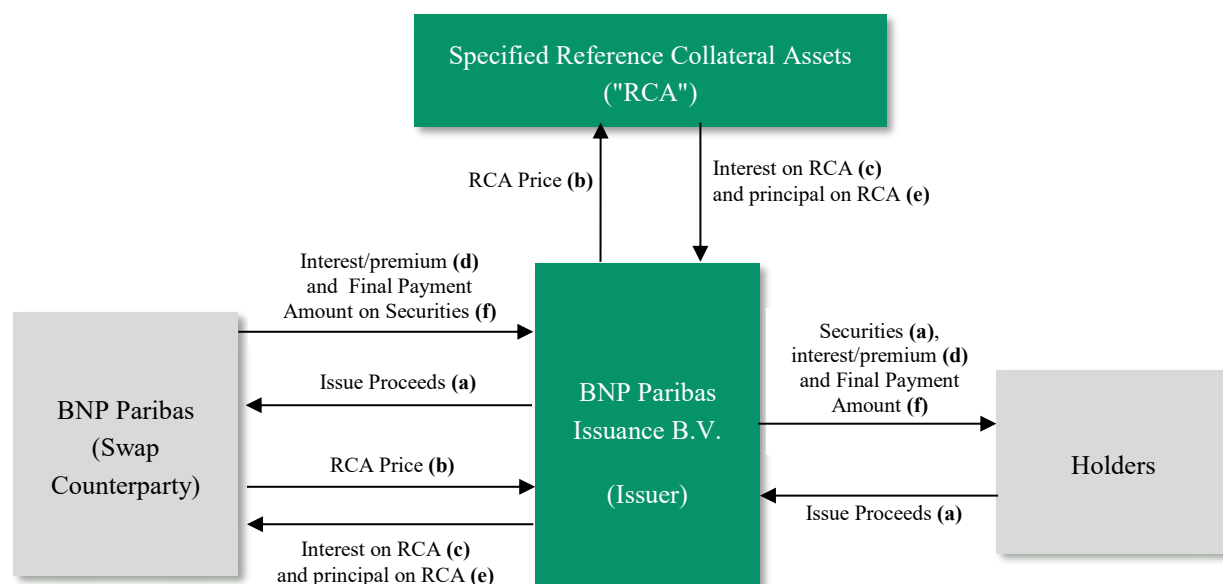 Specified Reference Collateral Assets
("RCA")
RCA Price (b)
Interest on RCA (c)
and principal on RCA (e)
Interest/premium (d)
and Final Payment
Amount on Securities (f)
Issue Proceeds (a)
RCA Price (b)
Interest on RCA (c)
and principal on RCA (e)
BNP Paribas
(Swap
Counterparty)
BNP Paribas
Issuance B.V.
(Issuer)
Securities (a),
interest/premium (d)
and Final Payment
Amount (f)
Issue Proceeds (a)
Holders